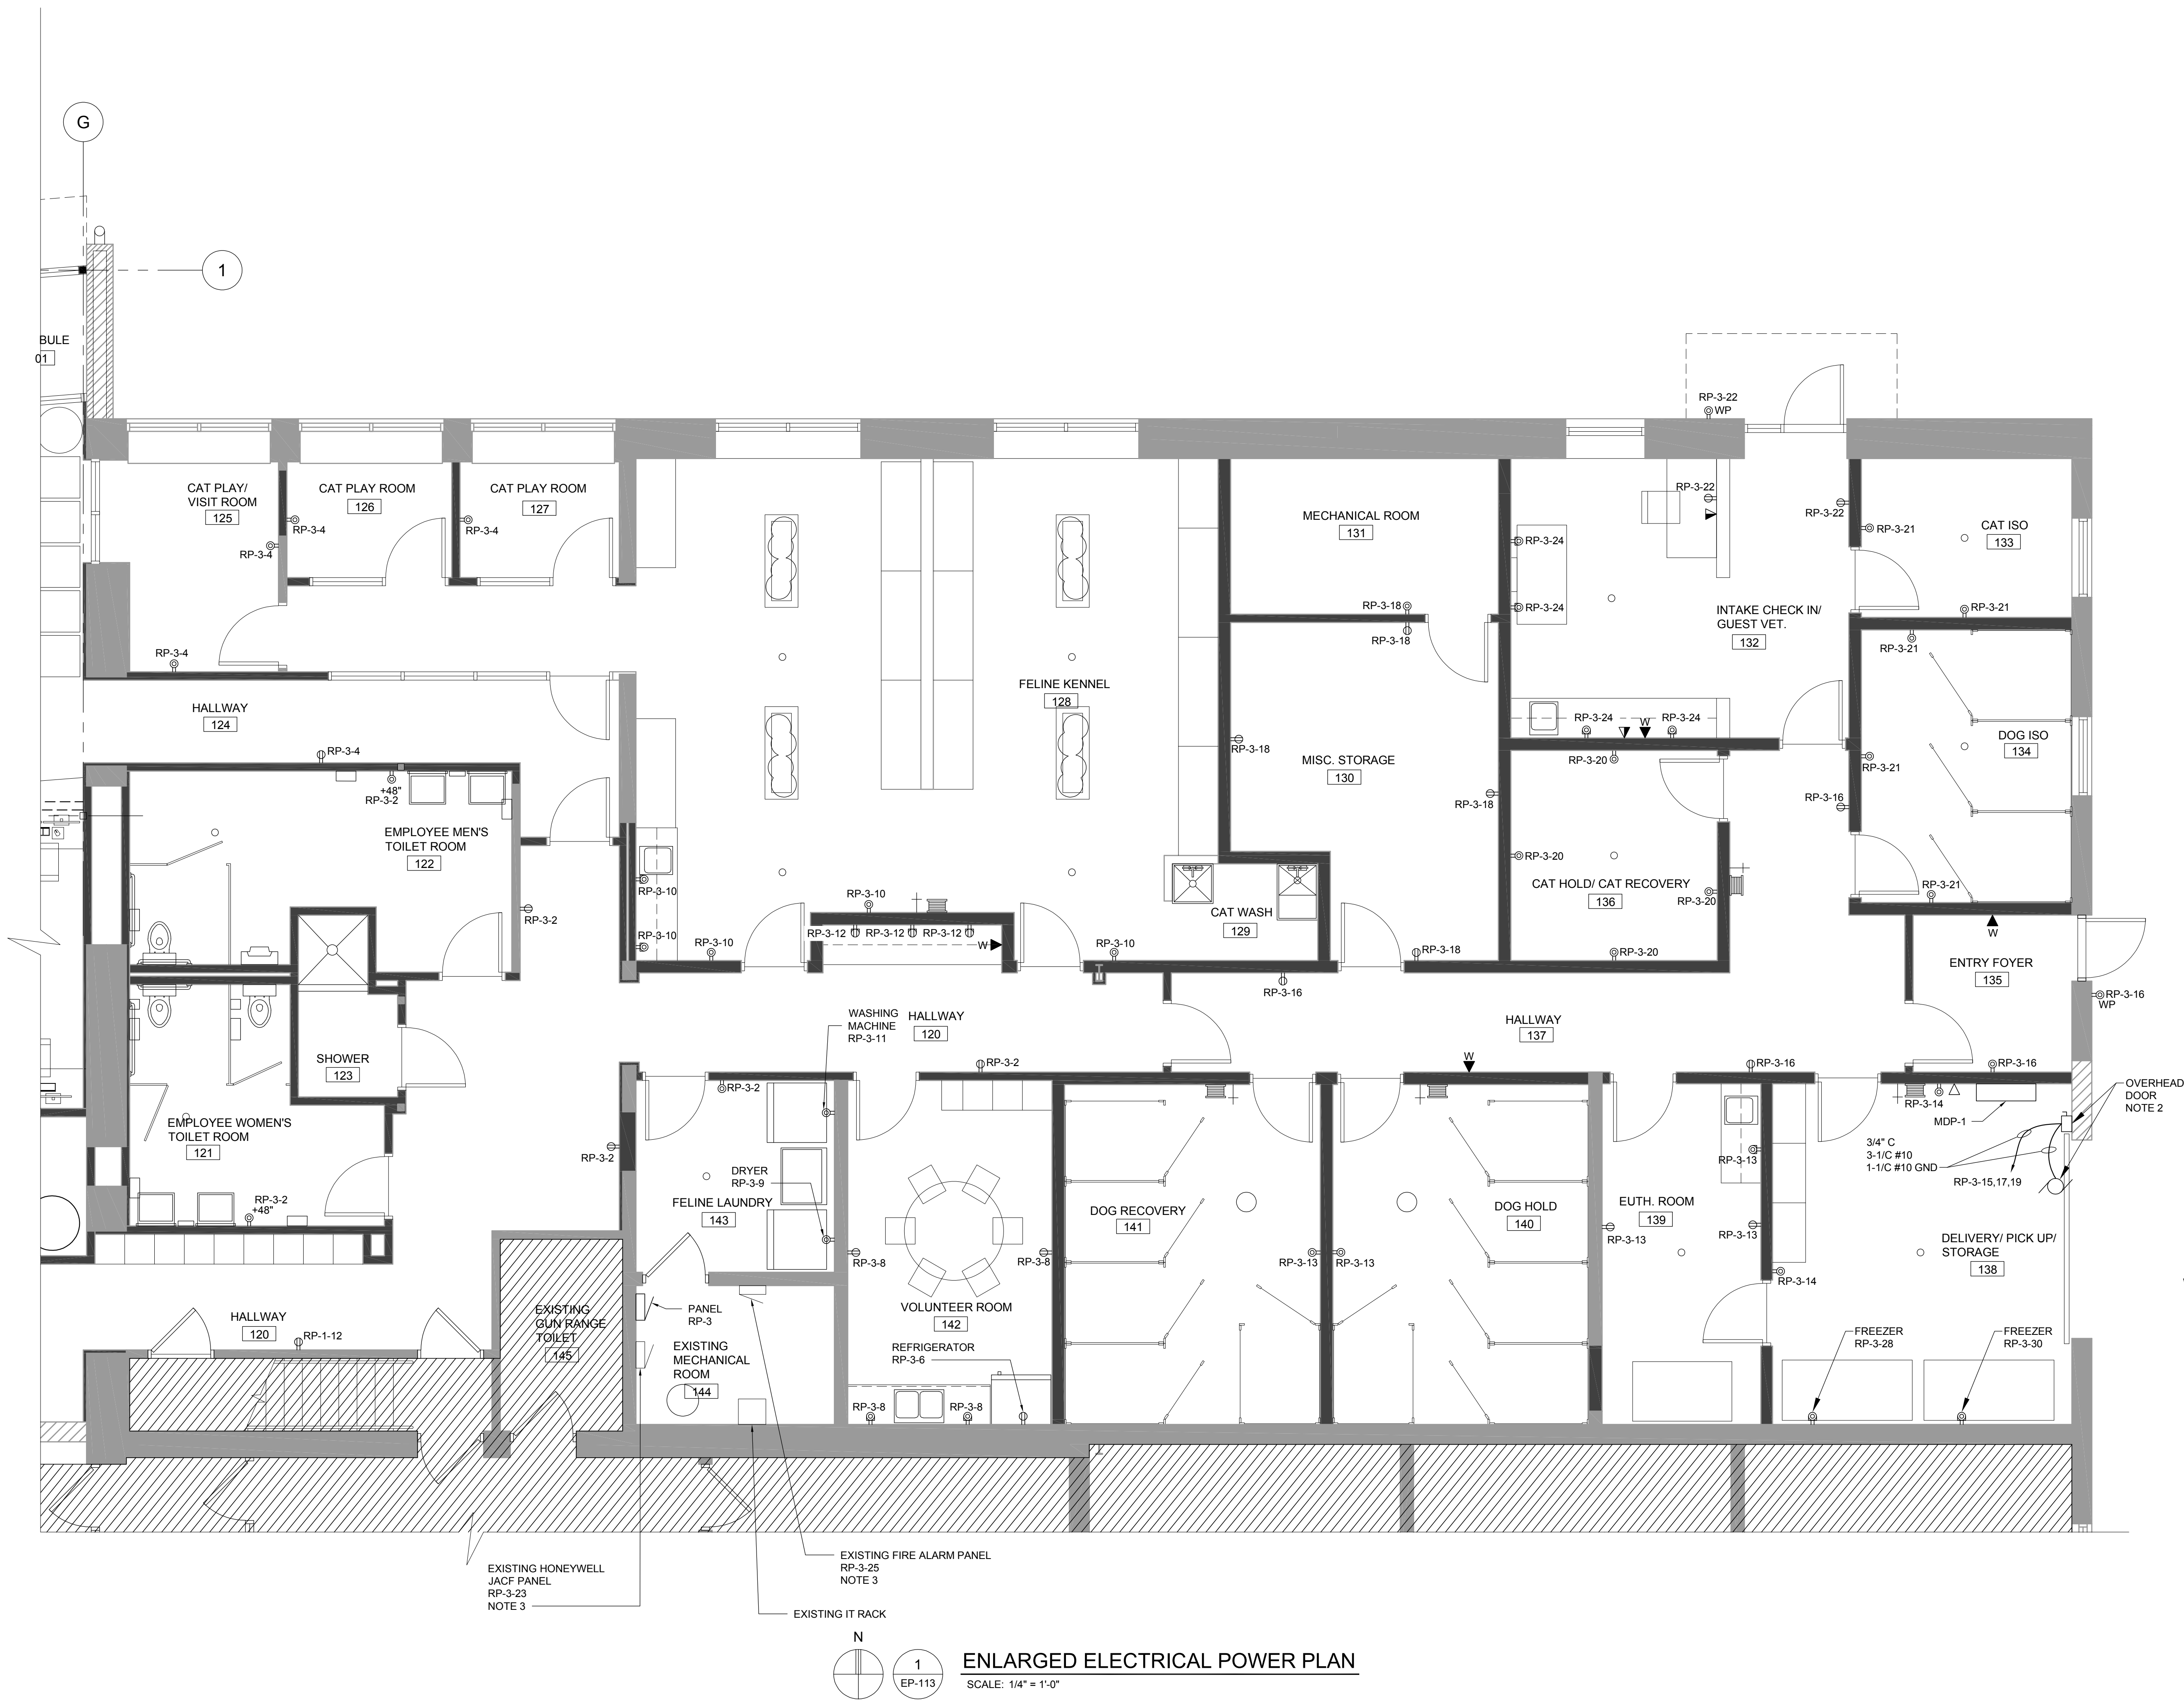 G
1
BULE
01
RP-3-22
WP
CAT PLAY/
VISIT ROOM
125
CAT PLAY ROOM
126
CAT PLAY ROOM
127
RP-3-4
RP-3-4
RP-3-4
RP-3-4
MECHANICAL ROOM
131
RP-3-18
RP-3-18
RP-3-22
RP-3-22
RP-3-24
RP-3-24
INTAKE CHECK IN/
GUEST VET.
132
RP-3-24
W
RP-3-24
RP-3-21
CAT ISO
133
RP-3-21
RP-3-21
DOG ISO
134
RP-3-21
RP-3-21
HALLWAY
124
RP-3-4
FELINE KENNEL
128
RP-3-18
MISC. STORAGE
130
RP-3-18
RP-3-20
RP-3-16
+48"
RP-3-2
EMPLOYEE MEN'S
TOILET ROOM
122
RP-3-2
RP-3-10
RP-3-10
RP-3-10
RP-3-10
RP-3-12
RP-3-12
RP-3-12
W
RP-3-10
CAT WASH
129
RP-3-18
RP-3-20
CAT HOLD/ CAT RECOVERY
136
RP-3-20
RP-3-20
W
ENTRY FOYER
135
RP-3-16
WP
RP-3-16
WASHING
MACHINE
RP-3-11
HALLWAY
120
RP-3-2
HALLWAY
137
W
RP-3-16
RP-3-16
SHOWER
123
EMPLOYEE WOMEN'S
TOILET ROOM
121
RP-3-2
+48"
RP-3-2
RP-3-2
DRYER
RP-3-9
FELINE LAUNDRY
143
RP-3-8
RP-3-8
VOLUNTEER ROOM
142
REFRIGERATOR
RP-3-6
RP-3-8
RP-3-8
DOG RECOVERY
141
RP-3-13
RP-3-13
DOG HOLD
140
RP-3-13
EUTH. ROOM
139
RP-3-13
RP-3-13
RP-3-14
MDP-1
OVERHEAD
DOOR
NOTE 2
3/4" C
3-1/C #10
1-1/C #10 GND
RP-3-15,17,19
DELIVERY/ PICK UP/
STORAGE
138
RP-3-14
FREEZER
RP-3-28
FREEZER
RP-3-30
HALLWAY
120
RP-1-12
EXISTING
GUN RANGE
TOILET
145
PANEL
RP-3
EXISTING
MECHANICAL
ROOM
144
EXISTING HONEYWELL
JACF PANEL
RP-3-23
NOTE 3
EXISTING FIRE ALARM PANEL
RP-3-25
NOTE 3
EXISTING IT RACK
N
1
EP-113
ENLARGED ELECTRICAL POWER PLAN
SCALE: 1/4" = 1'-0"